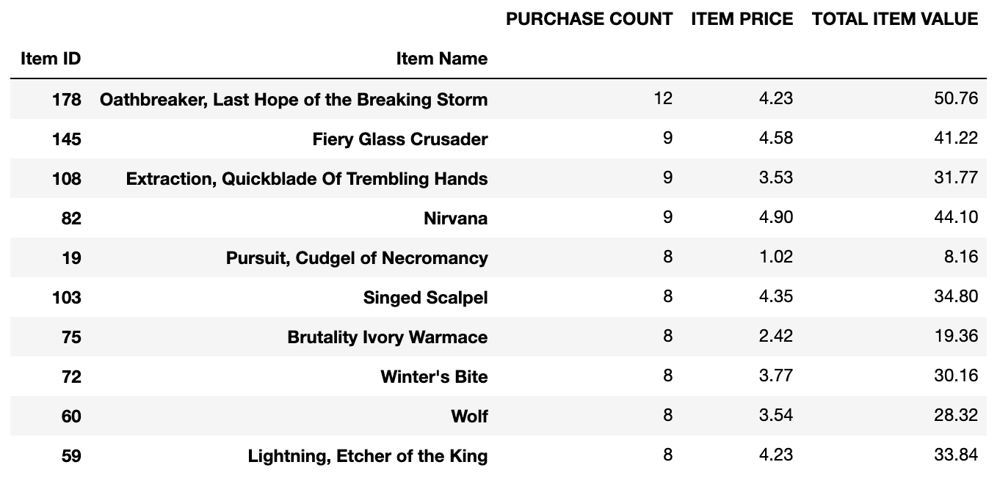 PURCHASE COUNT ITEM PRICE TOTAL ITEM VALUE
Item ID Item Name
178 Oathbreaker, Last Hope of the Breaking Storm 12 4.23 50.76
145 Fiery Glass Crusader 9 4.58 41.22
108 Extraction, Quickblade Of Trembling Hands 9 3.53 31.77
82 Nirvana 9 4.90 44.10
19 Pursuit, Cudgel of Necromancy 8 1.02 8.16
103 Singed Scalpel 8 4.35 34.80
75 Brutality Ivory Warmace 8 2.42 19.36
72 Winter's Bite 8 3.77 30.16
60 Wolf 8 3.54 28.32
59 Lightning, Etcher of the King 8 4.23 33.84